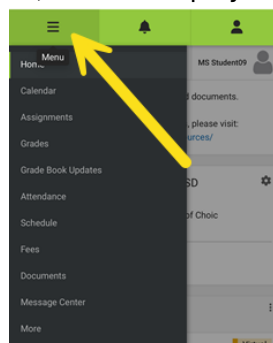 Menu
Home
MS Student09
Calendar
documents.
Assignments
, please visit:
urces/
Grades
Grade Book Updates
SD
Attendance
of Choic
Schedule
Fees
Documents
Message Center
More